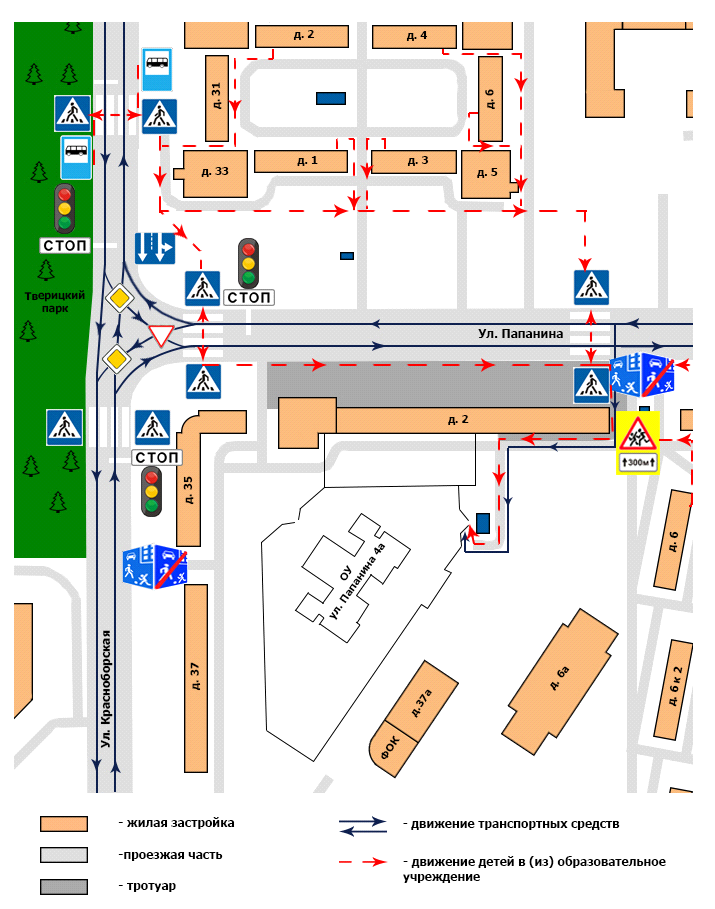 д. 2
д. 4
д. 31
д. 6
д. 33
д. 1
д. 3
д. 5
СТОП
Тверицкий
парк
СТОП
Ул. Папанина
д. 2
СТОП
300м
д. 35
д. 6
ОУ
ул. Папанина 4а
Ул. Красноборская
д. 37
д.37а
ФОК
д. 6а
д. 6 к 2
- жилая застройка
-проезжая часть
- тротуар
- движение транспортных средств
- движение детей в (из) образовательное
учреждение